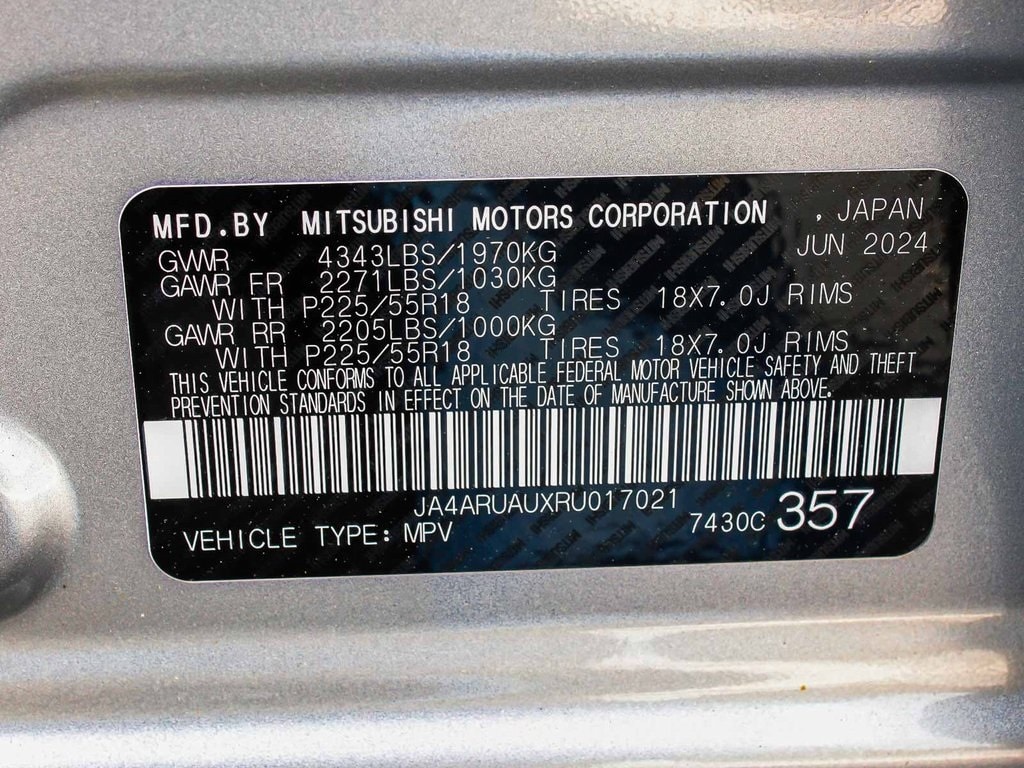 MFD.BY MITSUBISHI MOTORS CORPORATION , JAPAN
GVWR 4343LBS/1970KG JUN 2024
GAWR FR 2271LBS/1030KG
WITH P225/55R18 TIRES 18X7.0J RIMS
GAWR RR 2205LBS/1000KG
WITH P225/55R18 TIRES 18X7.0J RIMS
THIS VEHICLE CONFORMS TO ALL APPLICABLE FEDERAL MOTOR VEHICLE SAFETY AND THEFT
PREVENTION STANDARDS IN EFFECT ON THE DATE OF MANUFACTURE SHOWN ABOVE.
JA4ARUAUXRU017021
VEHICLE TYPE: MPV 7430C 357